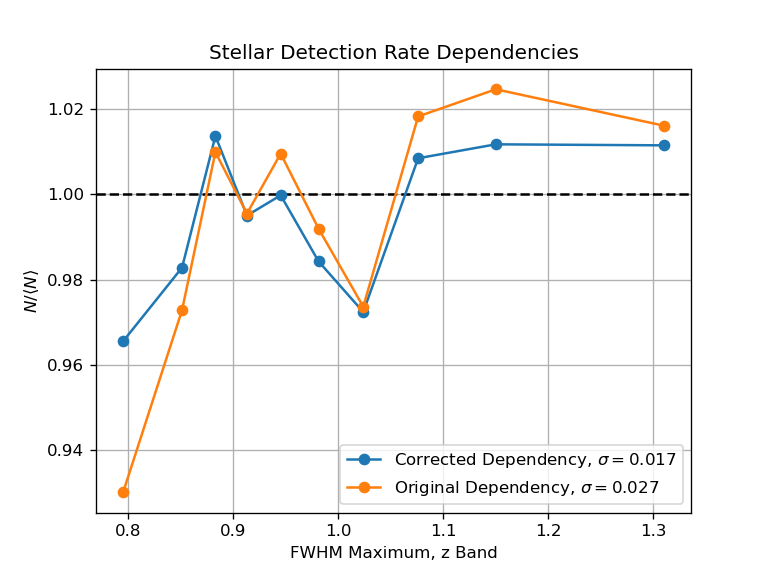 Stellar Detection Rate Dependencies
N/⟨N⟩
1.02
1.00
0.98
0.96
0.94
0.8 0.9 1.0 1.1 1.2 1.3
FWHM Maximum, z Band
Corrected Dependency, σ = 0.017
Original Dependency, σ = 0.027